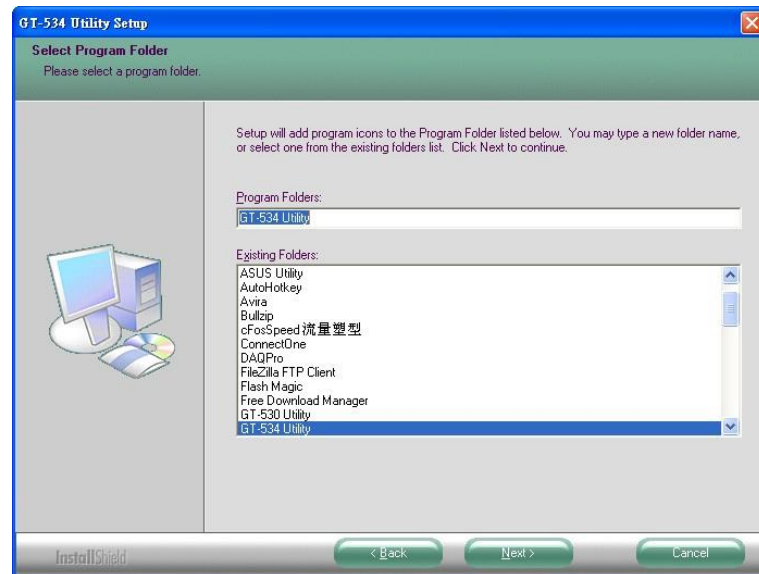 GT-534 Utility Setup
Select Program Folder
Please select a program folder.
Setup will add program icons to the Program Folder listed below. You may type a new folder name,
or select one from the existing folders list. Click Next to continue.
Program Folders:
GT-534 Utility
Existing Folders:
ASUS Utility
AutoHotkey
Avira
Bullzip
cFosSpeed 流量塑型
ConnectOne
DAQPro
FileZilla FTP Client
Flash Magic
Free Download Manager
GT-530 Utility
GT-534 Utility
InstallShield
< Back
Next >
Cancel